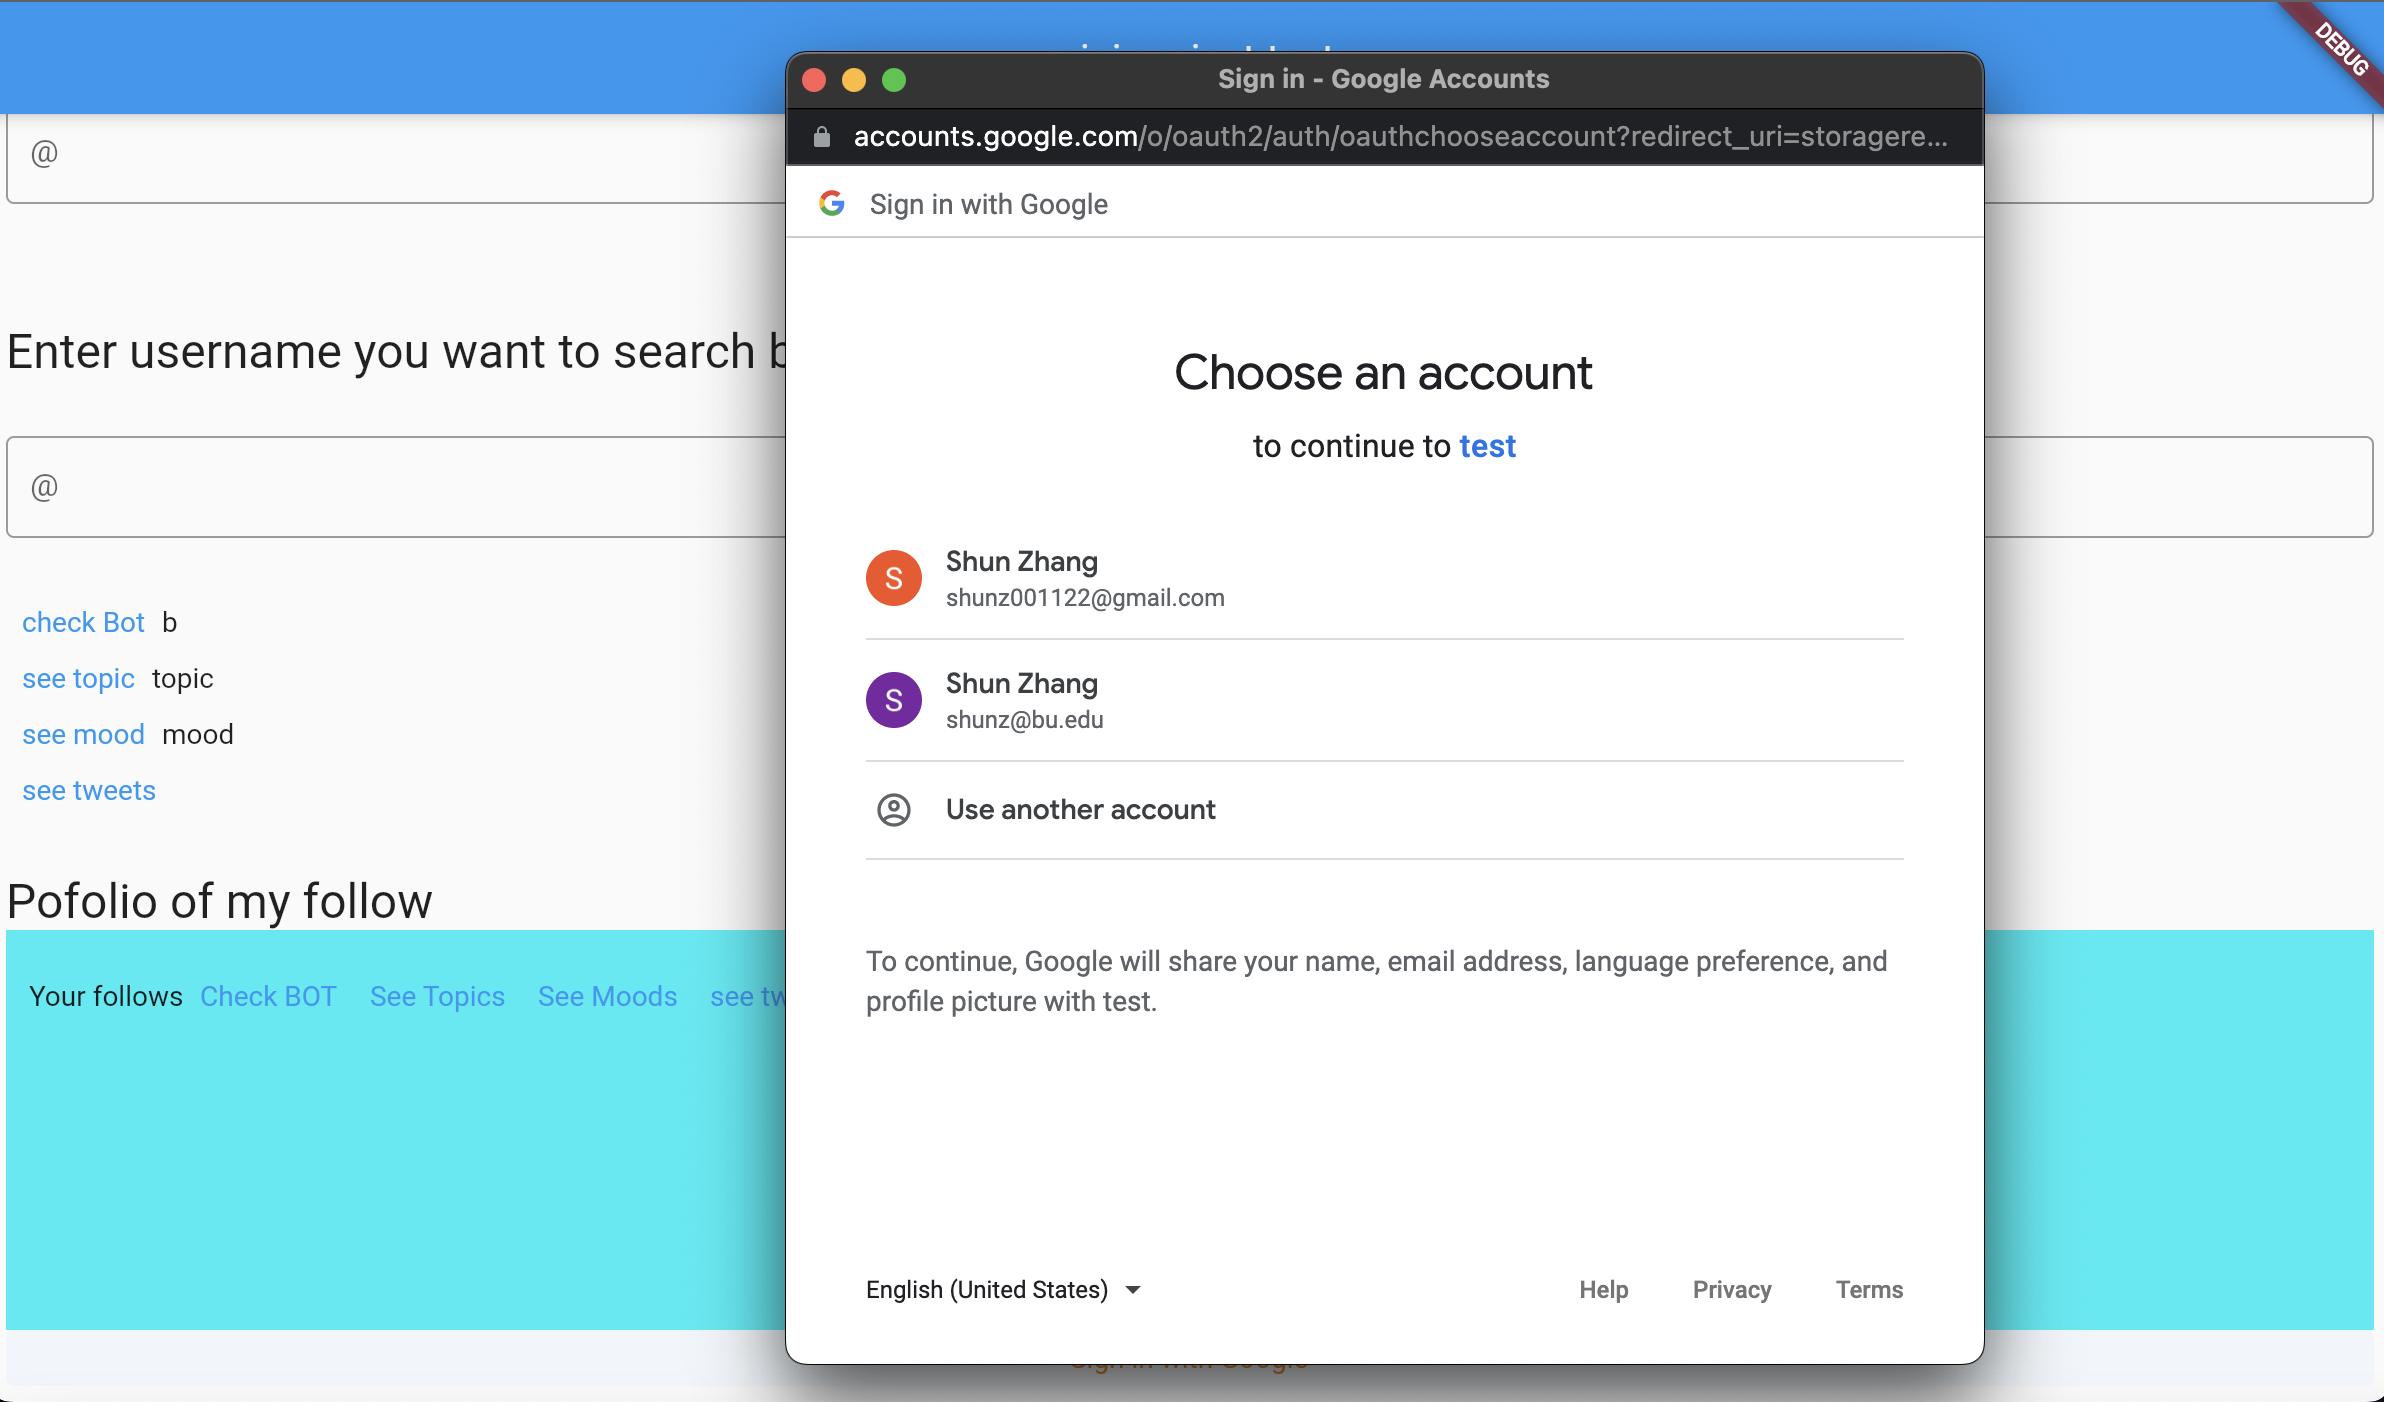 DEBUG
Sign in - Google Accounts
accounts.google.com/o/oauth2/auth/oauthchooseaccount?redirect_uri=storagere...
@
Sign in with Google
Enter username you want to search
Choose an account
to continue to test
@
S
Shun Zhang
shunz001122@gmail.com
check Bot b
see topic topic
S
Shun Zhang
shunz@bu.edu
see mood mood
see tweets
Use another account
Pofolio of my follow
To continue, Google will share your name, email address, language preference, and
profile picture with test.
Your follows Check BOT See Topics See Moods see tw
English (United States)
Help Privacy Terms
Sign in with Google